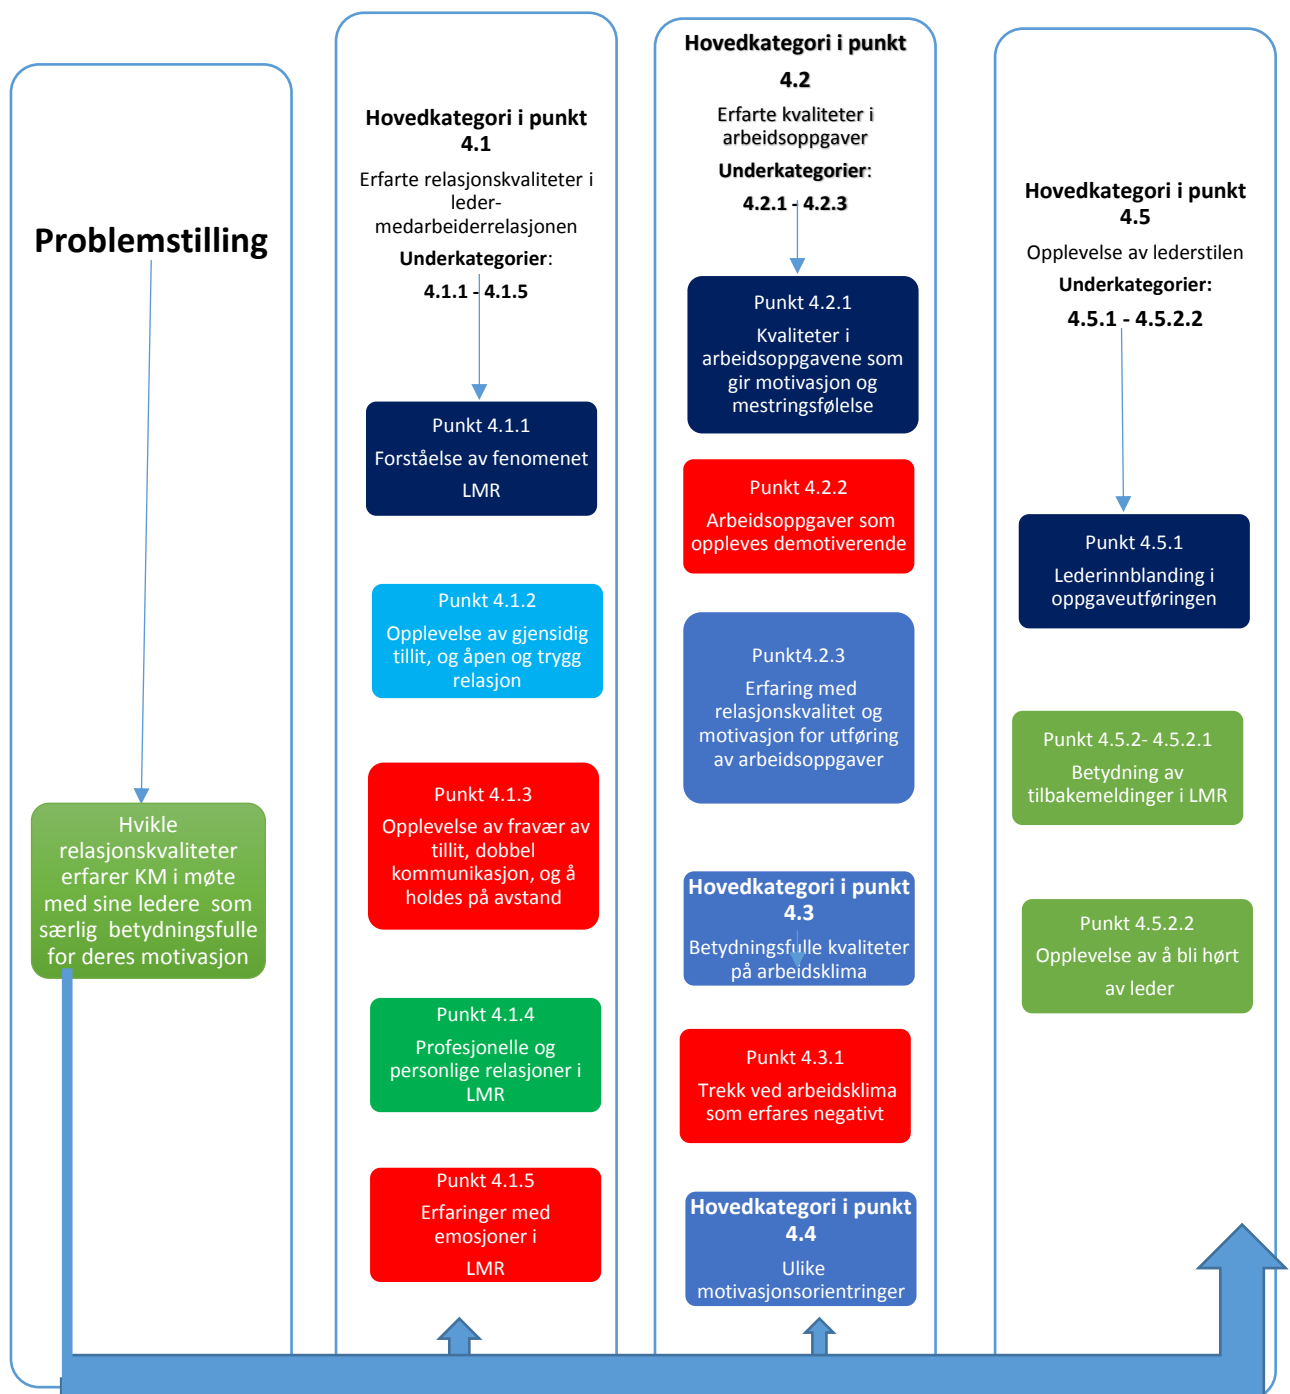 Problemstilling
Hvikle
relasjonskvaliteter
erfarer KM i møte
med sine ledere som
særlig betydningsfulle
for deres motivasjon
Hovedkategori i punkt
4.1
Erfarte relasjonskvaliteter i
leder-
medarbeiderrelasjonen
Underkategorier:
4.1.1 - 4.1.5
Punkt 4.1.1
Forståelse av fenomenet
LMR
Punkt 4.1.2
Opplevelse av gjensidig
tillit, og åpen og trygg
relasjon
Punkt 4.1.3
Opplevelse av fravær av
tillit, dobbel
kommunikasjon, og å
holdes på avstand
Punkt 4.1.4
Profesjonelle og
personlige relasjoner i
LMR
Punkt 4.1.5
Erfaringer med
emosjoner i
LMR
Hovedkategori i punkt
4.2
Erfarte kvaliteter i
arbeidsoppgaver
Underkategorier:
4.2.1 - 4.2.3
Punkt 4.2.1
Kvaliteter i
arbeidsoppgavene som
gir motivasjon og
mestringsfølelse
Punkt 4.2.2
Arbeidsoppgaver som
oppleves demotiverende
Punkt4.2.3
Erfaring med
relasjonskvalitet og
motivasjon for utføring
av arbeidsoppgaver
Hovedkategori i punkt
4.3
Betydningsfulle kvaliteter
på arbeidsklima
Punkt 4.3.1
Trekk ved arbeidsklima
som erfares negativt
Hovedkategori i punkt
4.4
Ulike
motivasjonsorientringer
Hovedkategori i punkt
4.5
Opplevelse av lederstilen
Underkategorier:
4.5.1 - 4.5.2.2
Punkt 4.5.1
Lederinnblanding i
oppgaveutføringen
Punkt 4.5.2- 4.5.2.1
Betydning av
tilbakemeldinger i LMR
Punkt 4.5.2.2
Opplevelse av å bli hørt
av leder